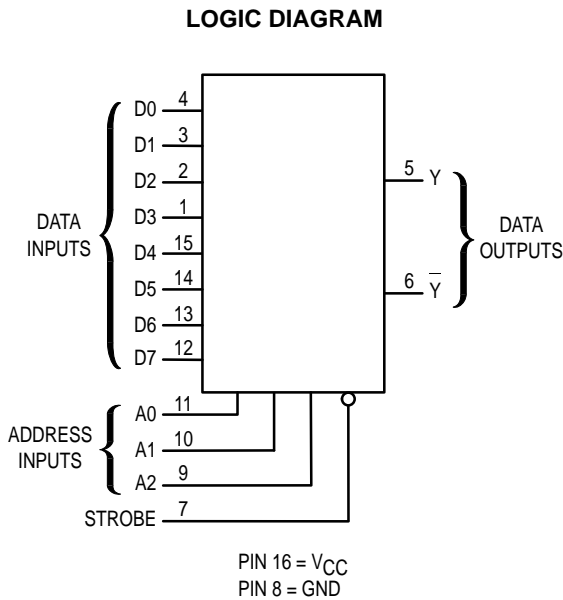 LOGIC DIAGRAM
D0 4
D1 3
D2 2
D3 1
D4 15
D5 14
D6 13
D7 12
DATA
INPUTS
5 Y
6 Y̅
DATA
OUTPUTS
A0 11
A1 10
A2 9
ADDRESS
INPUTS
STROBE 7
PIN 16 = VCC
PIN 8 = GND